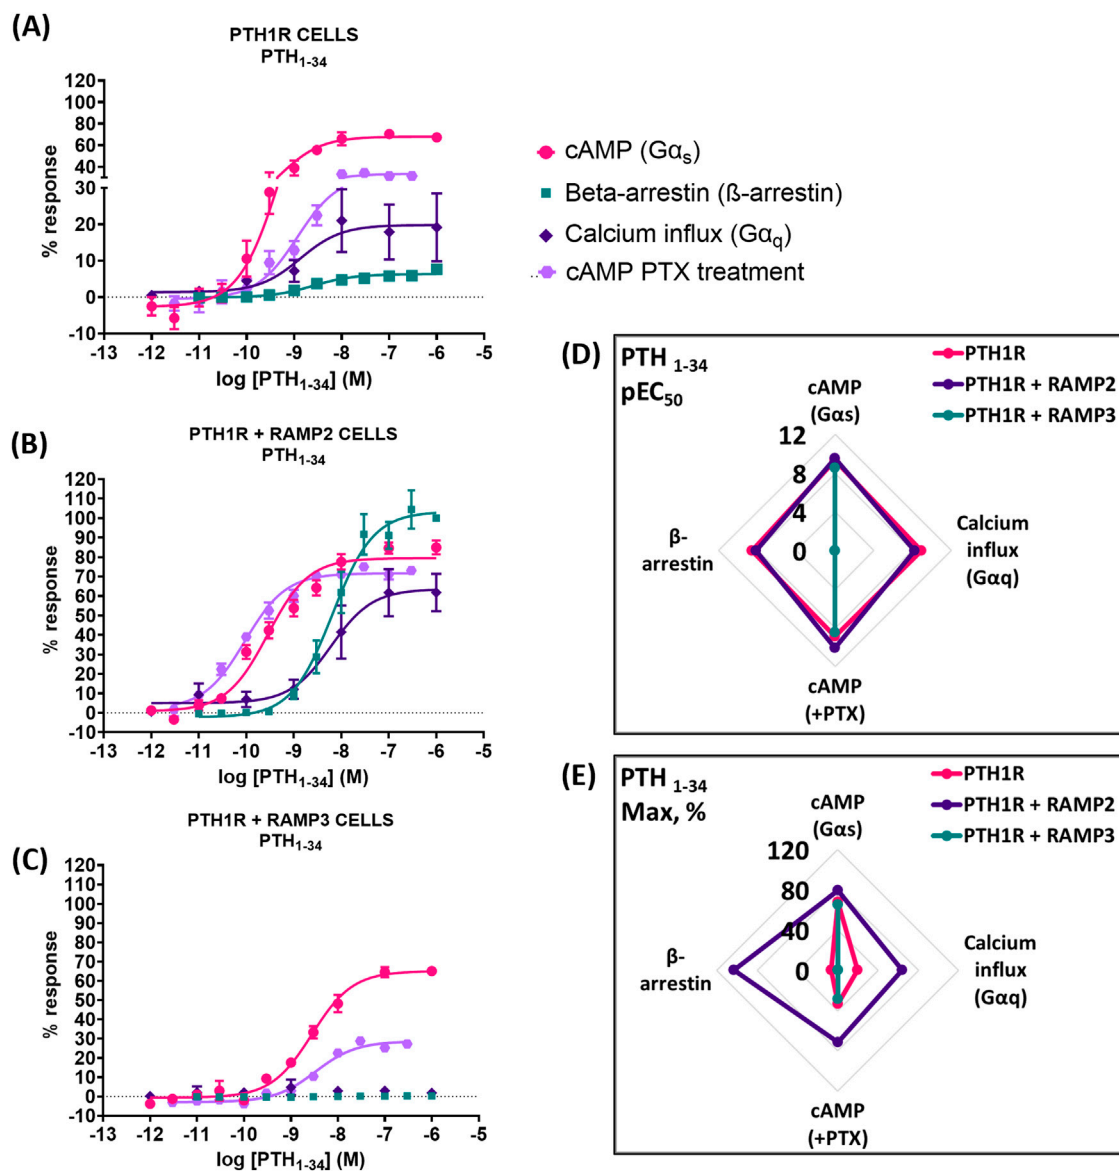 (A)
PTH1R CELLS
PTH1-34
120
100
80
60
40
30
20
10
0
-10
% response
-13 -12 -11 -10 -9 -8 -7 -6 -5
log [PTH1-34] (M)
cAMP (Gαs)
Beta-arrestin (ß-arrestin)
Calcium influx (Gαq)
cAMP PTX treatment
(B)
PTH1R + RAMP2 CELLS
PTH1-34
120
110
100
90
80
70
60
50
40
30
20
10
0
-10
% response
-13 -12 -11 -10 -9 -8 -7 -6 -5
log [PTH1-34] (M)
(C)
PTH1R + RAMP3 CELLS
PTH1-34
120
110
100
90
80
70
60
50
40
30
20
10
0
-10
% response
-13 -12 -11 -10 -9 -8 -7 -6 -5
log [PTH1-34] (M)
(D)
PTH 1-34
pEC50
PTH1R
PTH1R + RAMP2
PTH1R + RAMP3
cAMP
(Gαs)
12
8
4
0
β-
arrestin
Calcium
influx
(Gαq)
cAMP
(+PTX)
(E)
PTH 1-34
Max, %
PTH1R
PTH1R + RAMP2
PTH1R + RAMP3
cAMP
(Gαs)
120
80
40
0
β-
arrestin
Calcium
influx
(Gαq)
cAMP
(+PTX)